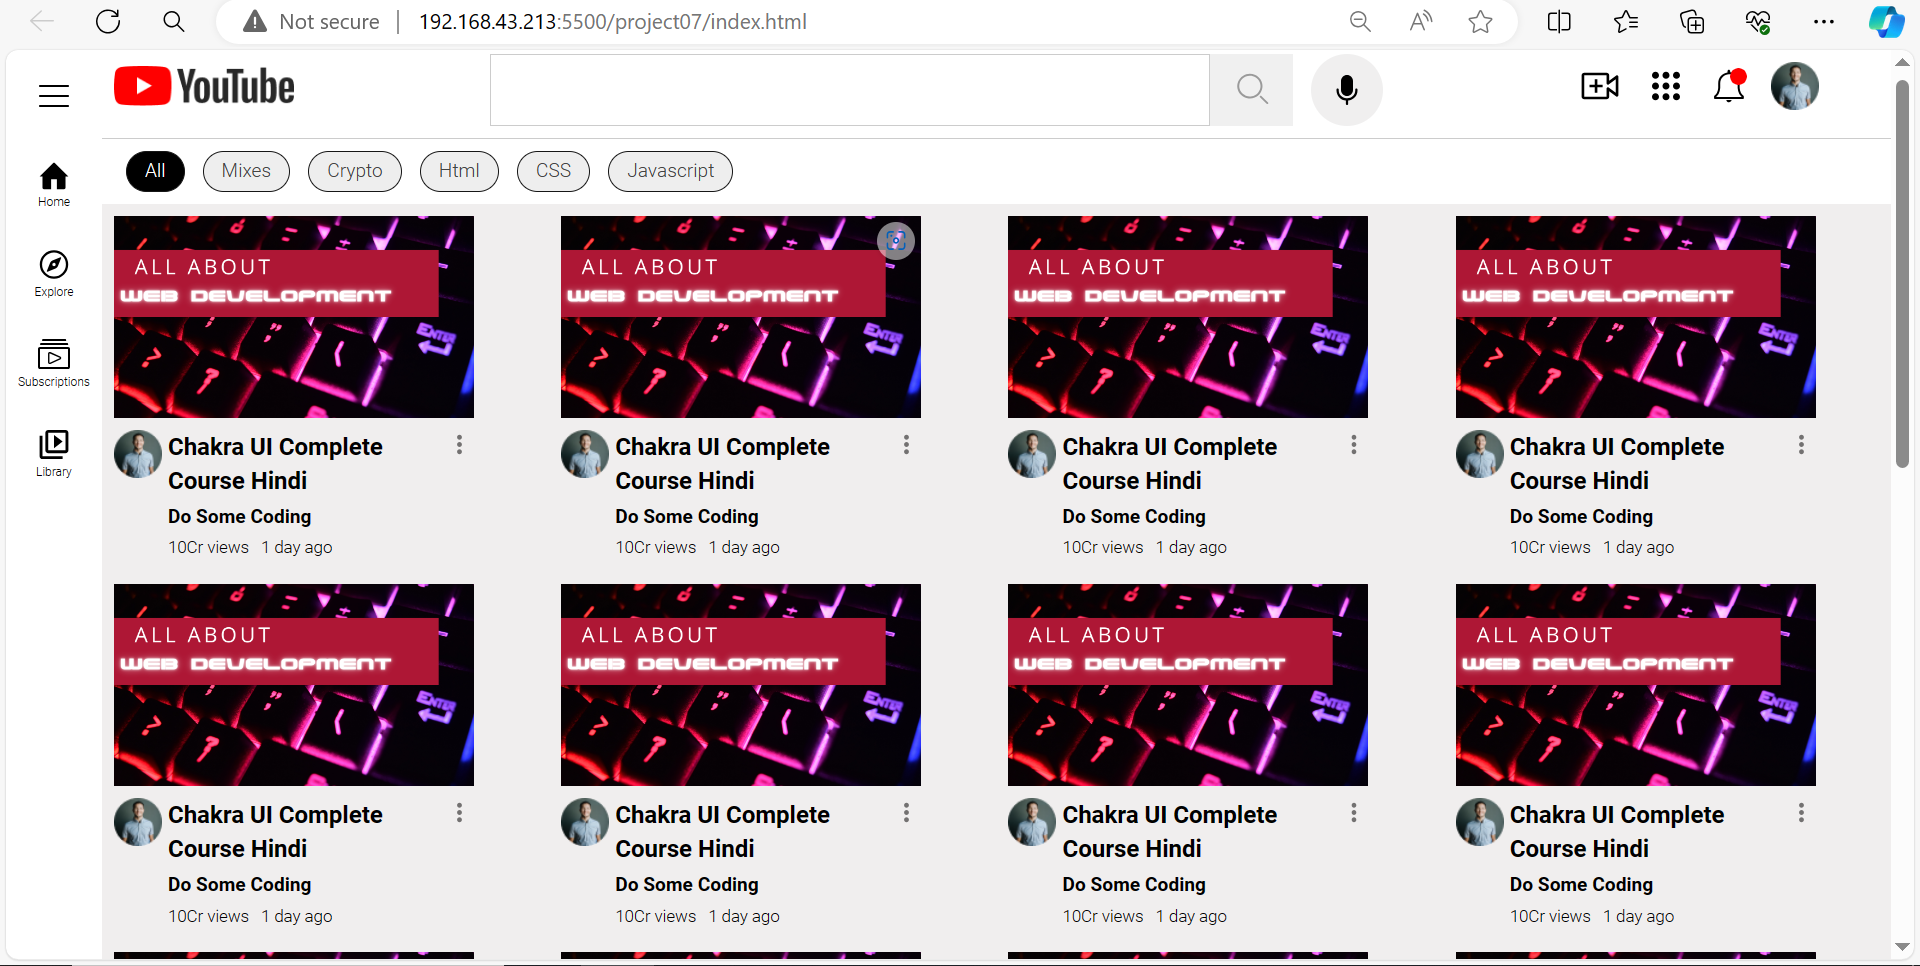 Not secure
192.168.43.213:5500/project07/index.html
YouTube
All
Mixes
Crypto
Html
CSS
Javascript
Home
Explore
Subscriptions
Library
ALL ABOUT
WEB DEVELOPMENT
ENTER
Chakra UI Complete
Course Hindi
Do Some Coding
10Cr views 1 day ago
ALL ABOUT
WEB DEVELOPMENT
ENTER
Chakra UI Complete
Course Hindi
Do Some Coding
10Cr views 1 day ago
ALL ABOUT
WEB DEVELOPMENT
ENTER
Chakra UI Complete
Course Hindi
Do Some Coding
10Cr views 1 day ago
ALL ABOUT
WEB DEVELOPMENT
ENTER
Chakra UI Complete
Course Hindi
Do Some Coding
10Cr views 1 day ago
ALL ABOUT
WEB DEVELOPMENT
ENTER
Chakra UI Complete
Course Hindi
Do Some Coding
10Cr views 1 day ago
ALL ABOUT
WEB DEVELOPMENT
ENTER
Chakra UI Complete
Course Hindi
Do Some Coding
10Cr views 1 day ago
ALL ABOUT
WEB DEVELOPMENT
ENTER
Chakra UI Complete
Course Hindi
Do Some Coding
10Cr views 1 day ago
ALL ABOUT
WEB DEVELOPMENT
ENTER
Chakra UI Complete
Course Hindi
Do Some Coding
10Cr views 1 day ago